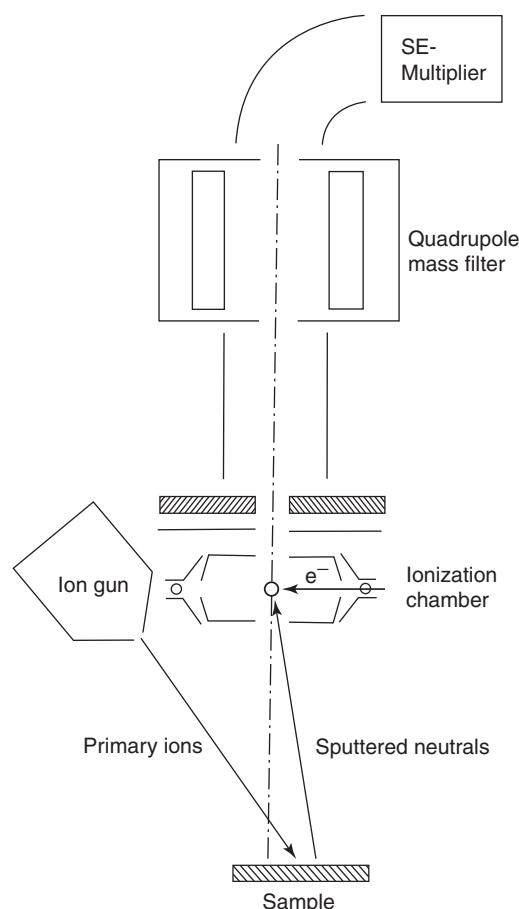 SE-
Multiplier
Quadrupole
mass filter
Ion gun
e⁻
Ionization
chamber
Primary ions
Sputtered neutrals
Sample